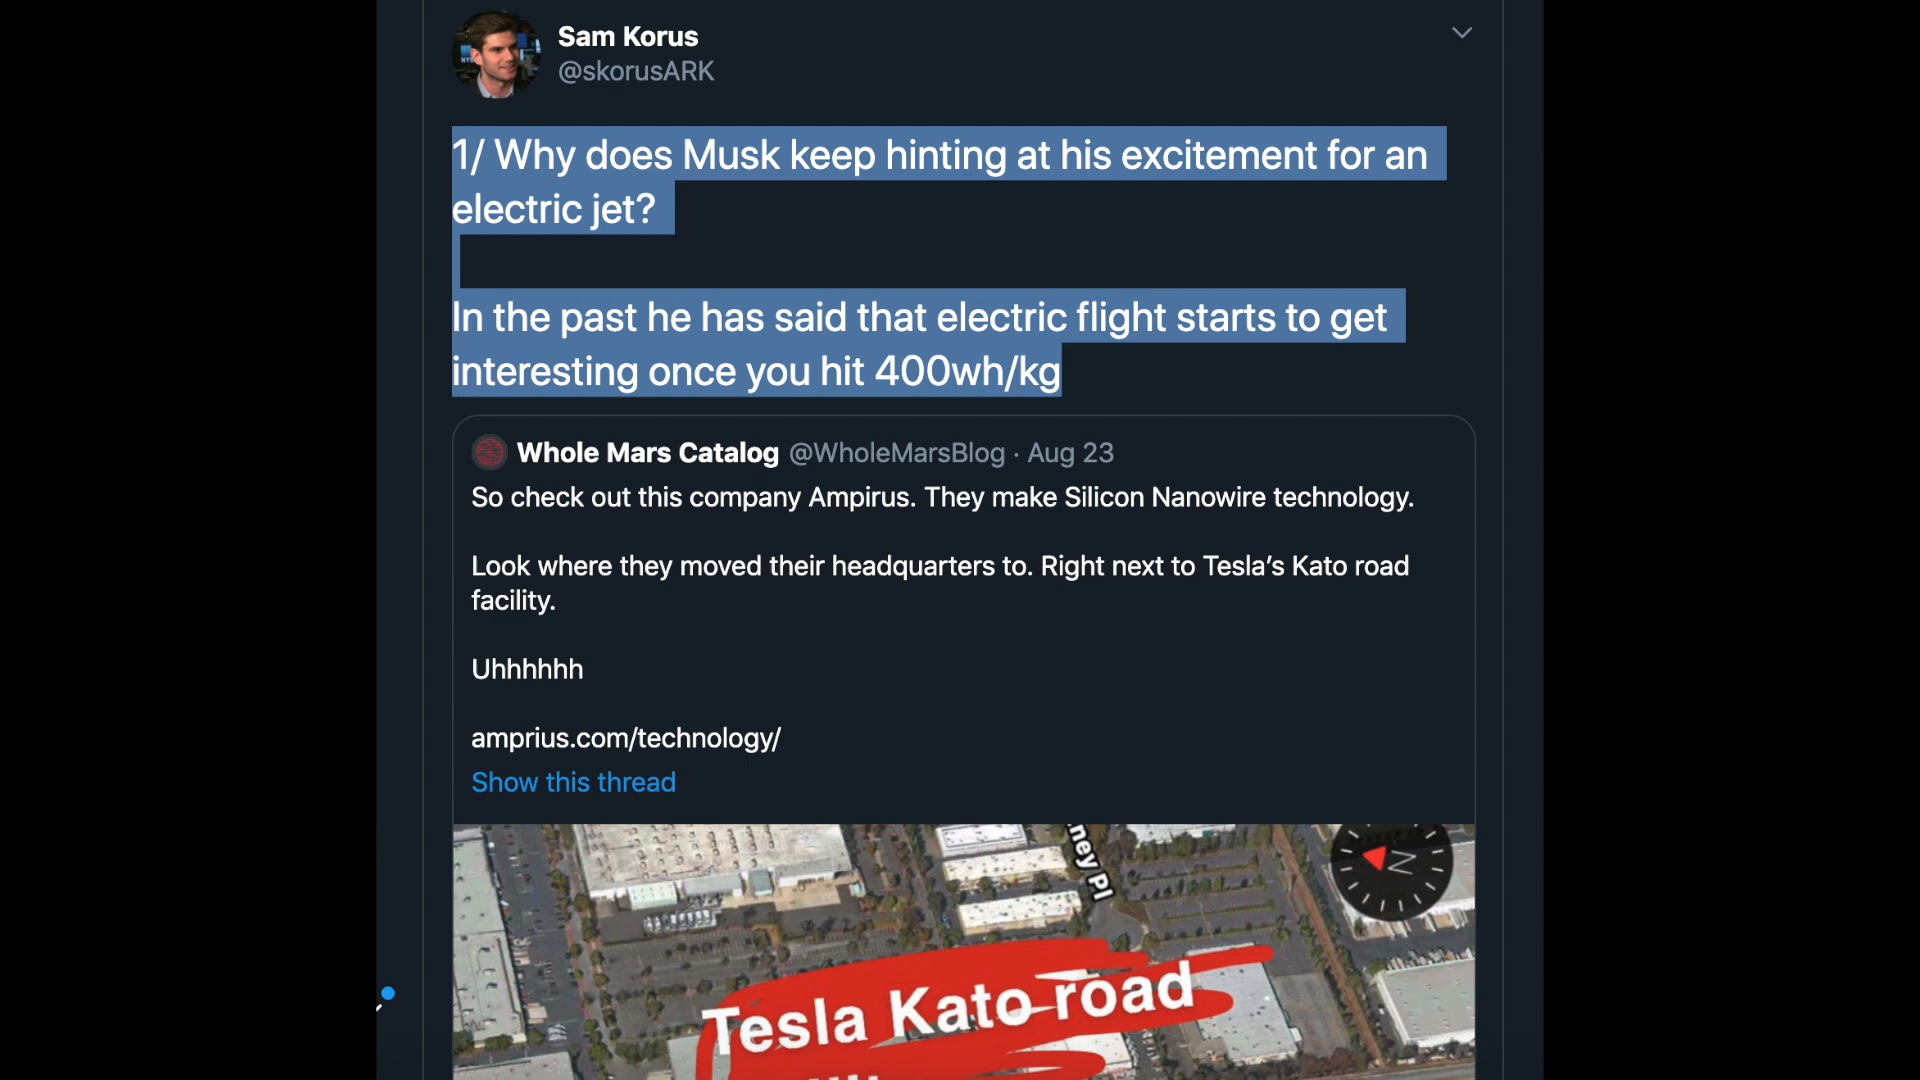 Sam Korus
@skorusARK
1/ Why does Musk keep hinting at his excitement for an
electric jet?
In the past he has said that electric flight starts to get
interesting once you hit 400wh/kg
Whole Mars Catalog @WholeMarsBlog · Aug 23
So check out this company Ampirus. They make Silicon Nanowire technology.
Look where they moved their headquarters to. Right next to Tesla’s Kato road
facility.
Uhhhhhh
amprius.com/technology/
Show this thread
ney Pl
N
Tesla Kato road